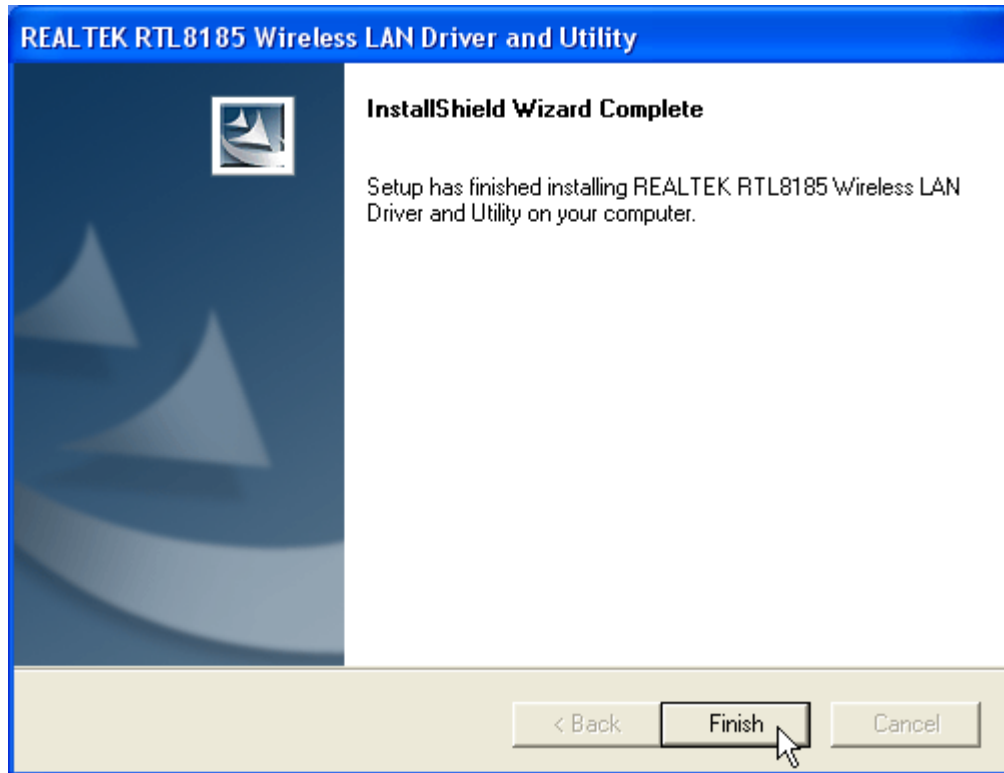 REALTEK RTL8185 Wireless LAN Driver and Utility
InstallShield Wizard Complete
Setup has finished installing REALTEK RTL8185 Wireless LAN
Driver and Utility on your computer.
< Back Finish Cancel